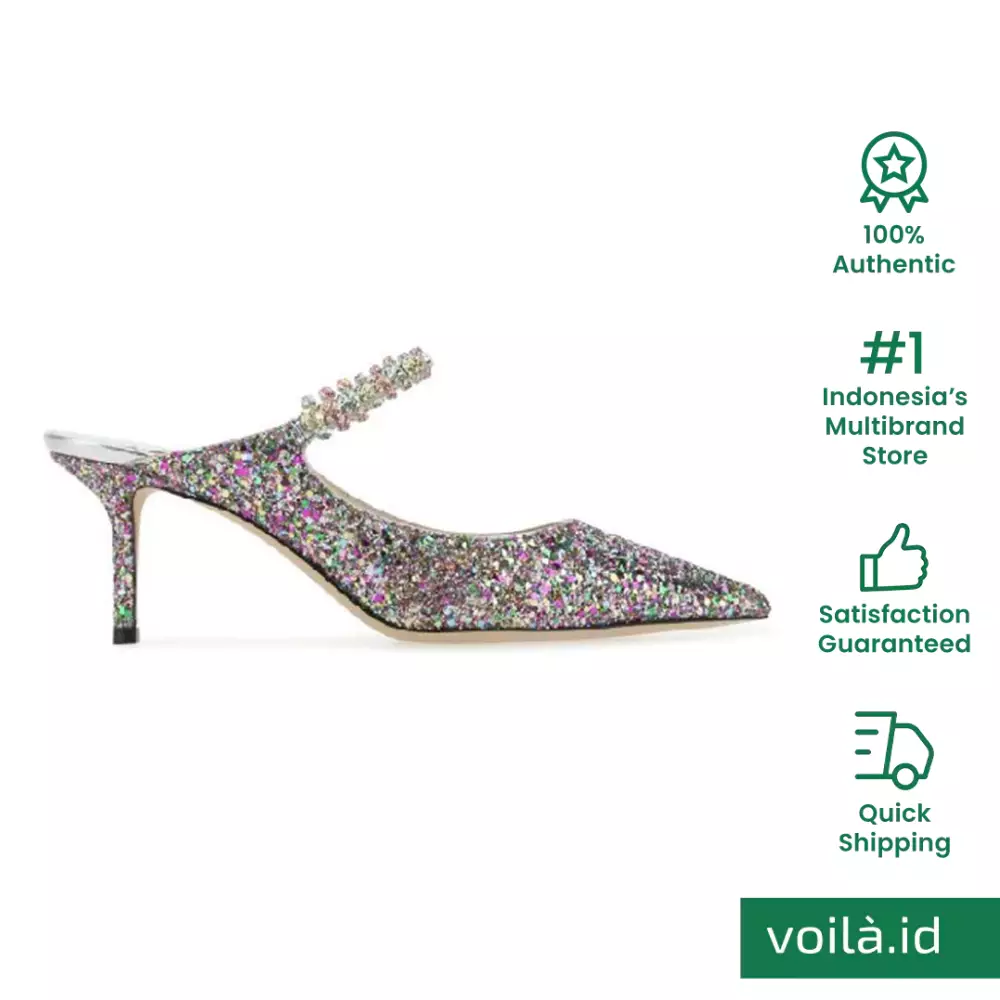 100%
Authentic
#1
Indonesia's
Multibrand
Store
Satisfaction
Guaranteed
Quick
Shipping
voilà.id